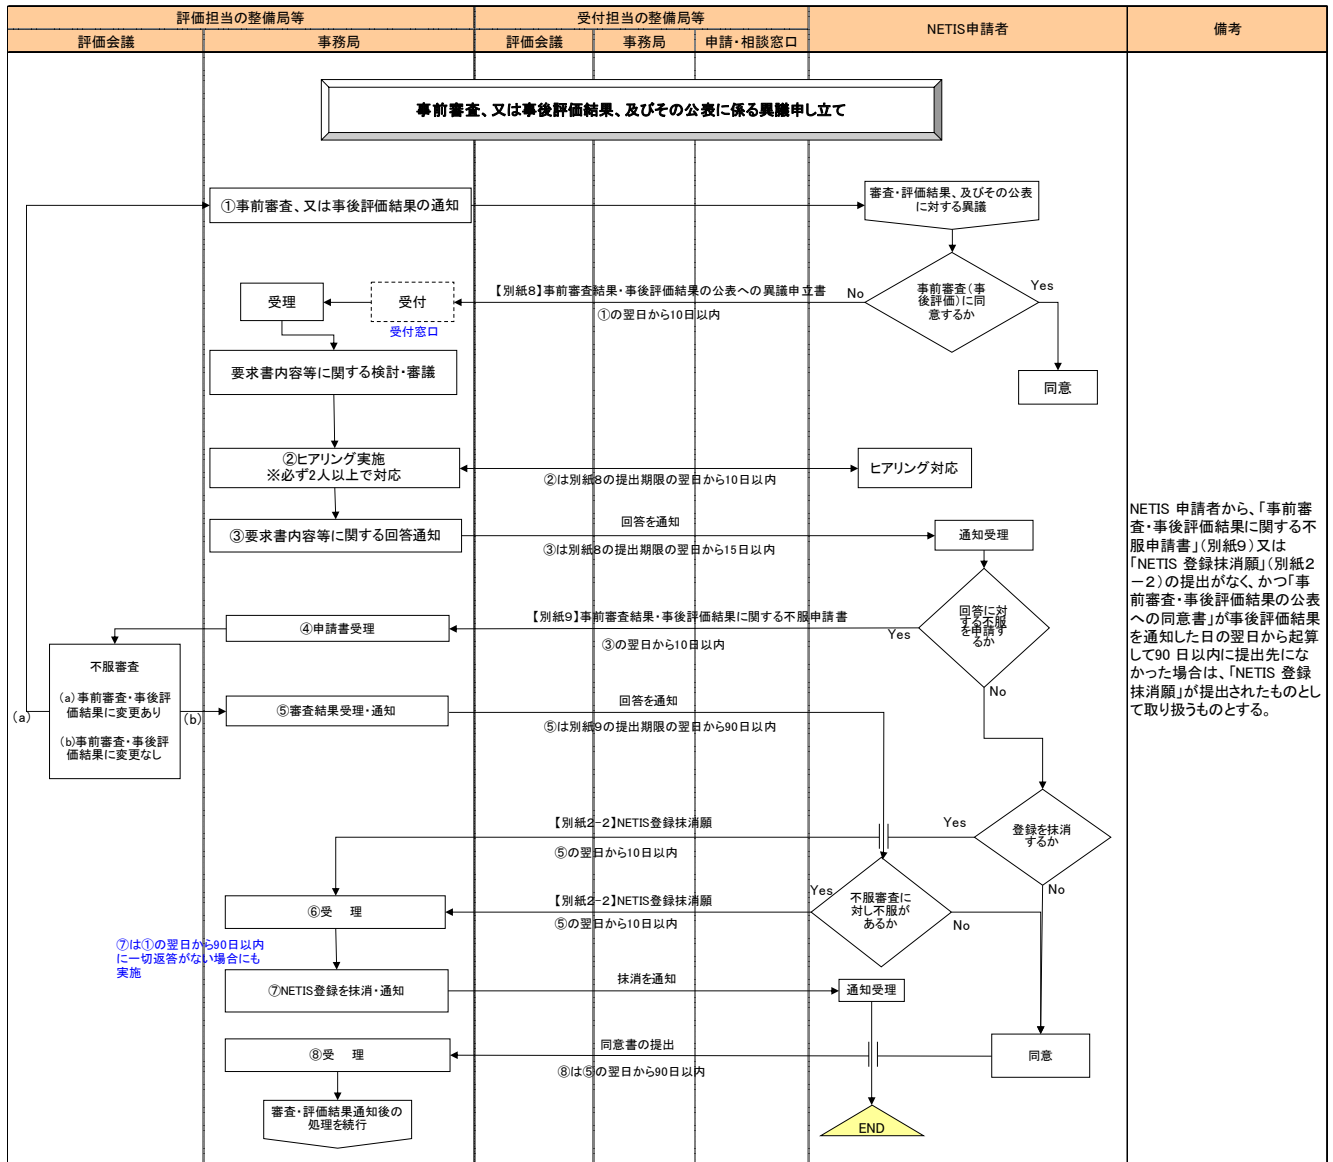 評価担当の整備局等
受付担当の整備局等
NETIS申請者
備考
評価会議
事務局
評価会議
事務局
申請・相談窓口
事前審査、又は事後評価結果、及びその公表に係る異議申し立て
①事前審査、又は事後評価結果の通知
審査・評価結果、及びその公表
に対する異議
事前審査(事
後評価)に同
意するか
Yes
No
【別紙8】事前審査結果・事後評価結果の公表への異議申立書
①の翌日から10日以内
受理
受付
受付窓口
要求書内容等に関する検討・審議
同意
②ヒアリング実施
※必ず2人以上で対応
②は別紙8の提出期限の翌日から10日以内
ヒアリング対応
③要求書内容等に関する回答通知
回答を通知
③は別紙8の提出期限の翌日から15日以内
通知受理
NETIS 申請者から、「事前審
査・事後評価結果に関する不
服申請書」(別紙9)又は
「NETIS 登録抹消願」(別紙2
-2)の提出がなく、かつ「事
前審査・事後評価結果の公表
への同意書」が事後評価結果
を通知した日の翌日から起算
して90 日以内に提出先にな
かった場合は、「NETIS 登録
抹消願」が提出されたものとし
て取り扱うものとする。
回答に対
する不服
を申請す
るか
Yes
No
【別紙9】事前審査結果・事後評価結果に関する不服申請書
③の翌日から10日以内
④申請書受理
不服審査
(a)事前審査・事後評
価結果に変更あり
(b)事前審査・事後評
価結果に変更なし
(a)
(b)
⑤審査結果受理・通知
回答を通知
⑤は別紙9の提出期限の翌日から90日以内
登録を抹消
するか
Yes
No
【別紙2-2】NETIS登録抹消願
⑤の翌日から10日以内
不服審査に
対し不服が
あるか
Yes
No
【別紙2-2】NETIS登録抹消願
⑤の翌日から10日以内
⑥受 理
⑦は①の翌日から90日以内
に一切返答がない場合にも
実施
⑦NETIS登録を抹消・通知
抹消を通知
通知受理
⑧受 理
同意書の提出
⑧は⑤の翌日から90日以内
同意
審査・評価結果通知後の
処理を続行
END